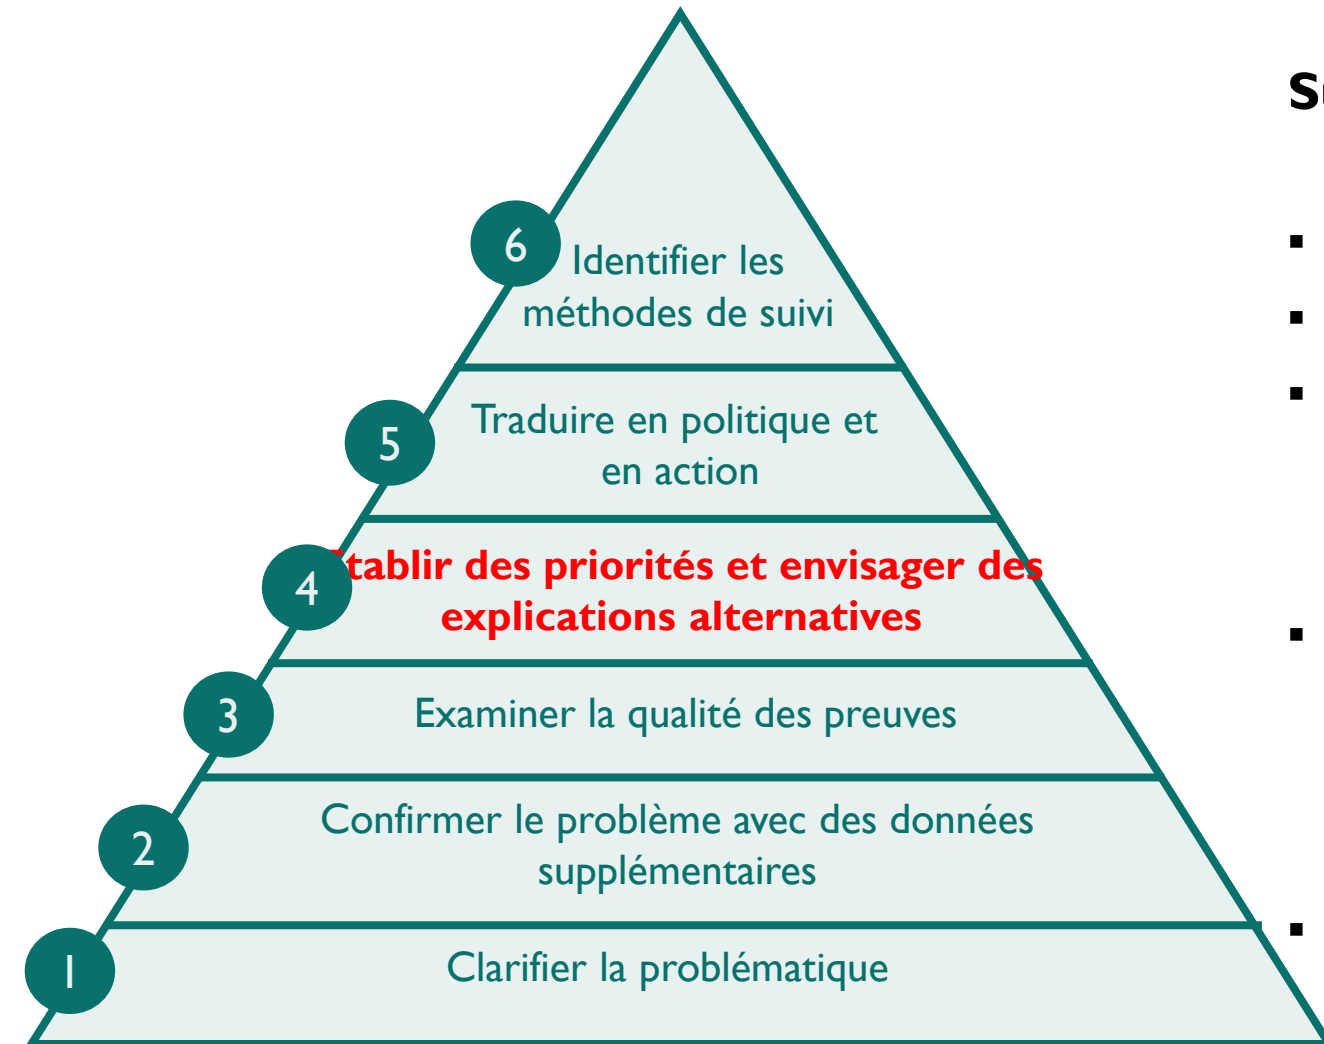 6
Identifier les
méthodes de suivi
5
Traduire en politique et
en action
4
tablir des priorités et envisager des
explications alternatives
3
Examiner la qualité des preuves
2
Confirmer le problème avec des données
supplémentaires
1
Clarifier la problématique